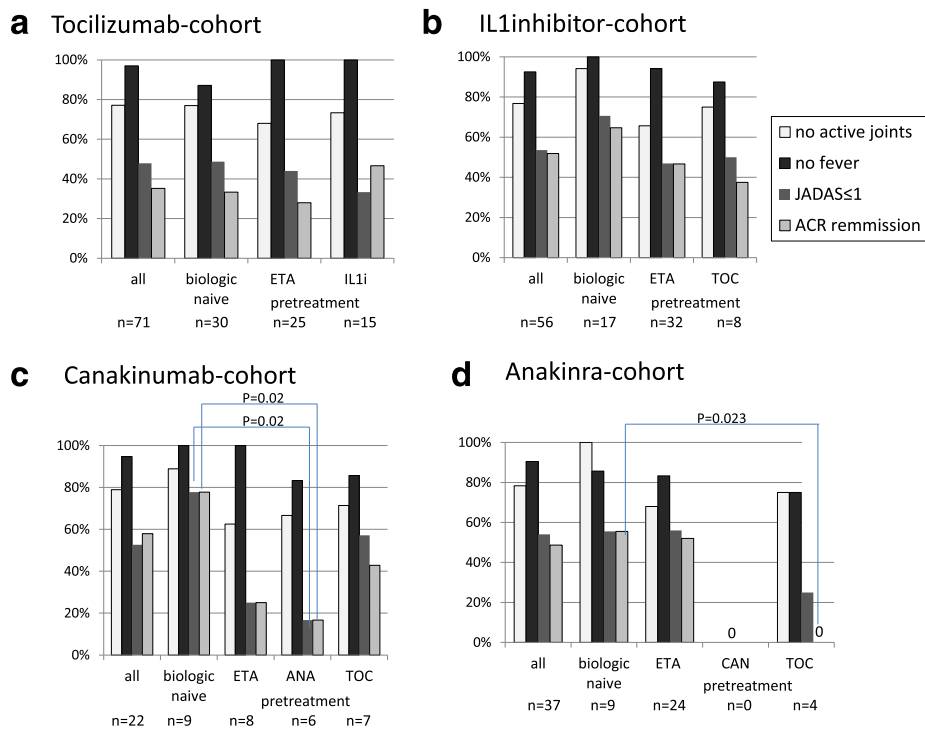 a Tocilizumab-cohort
100%
80%
60%
40%
20%
0%
all biologic naive ETA IL1i
pretreatment
n=71 n=30 n=25 n=15
b IL1inhibitor-cohort
100%
80%
60%
40%
20%
0%
all biologic naive ETA TOC
pretreatment
n=56 n=17 n=32 n=8
no active joints
no fever
JADAS≤1
ACR remmission
c Canakinumab-cohort
P=0.02
P=0.02
100%
80%
60%
40%
20%
0%
all biologic naive ETA ANA TOC
pretreatment
n=22 n=9 n=8 n=6 n=7
d Anakinra-cohort
P=0.023
100%
80%
60%
40%
20%
0%
0 0
all biologic naive ETA CAN TOC
pretreatment
n=37 n=9 n=24 n=0 n=4